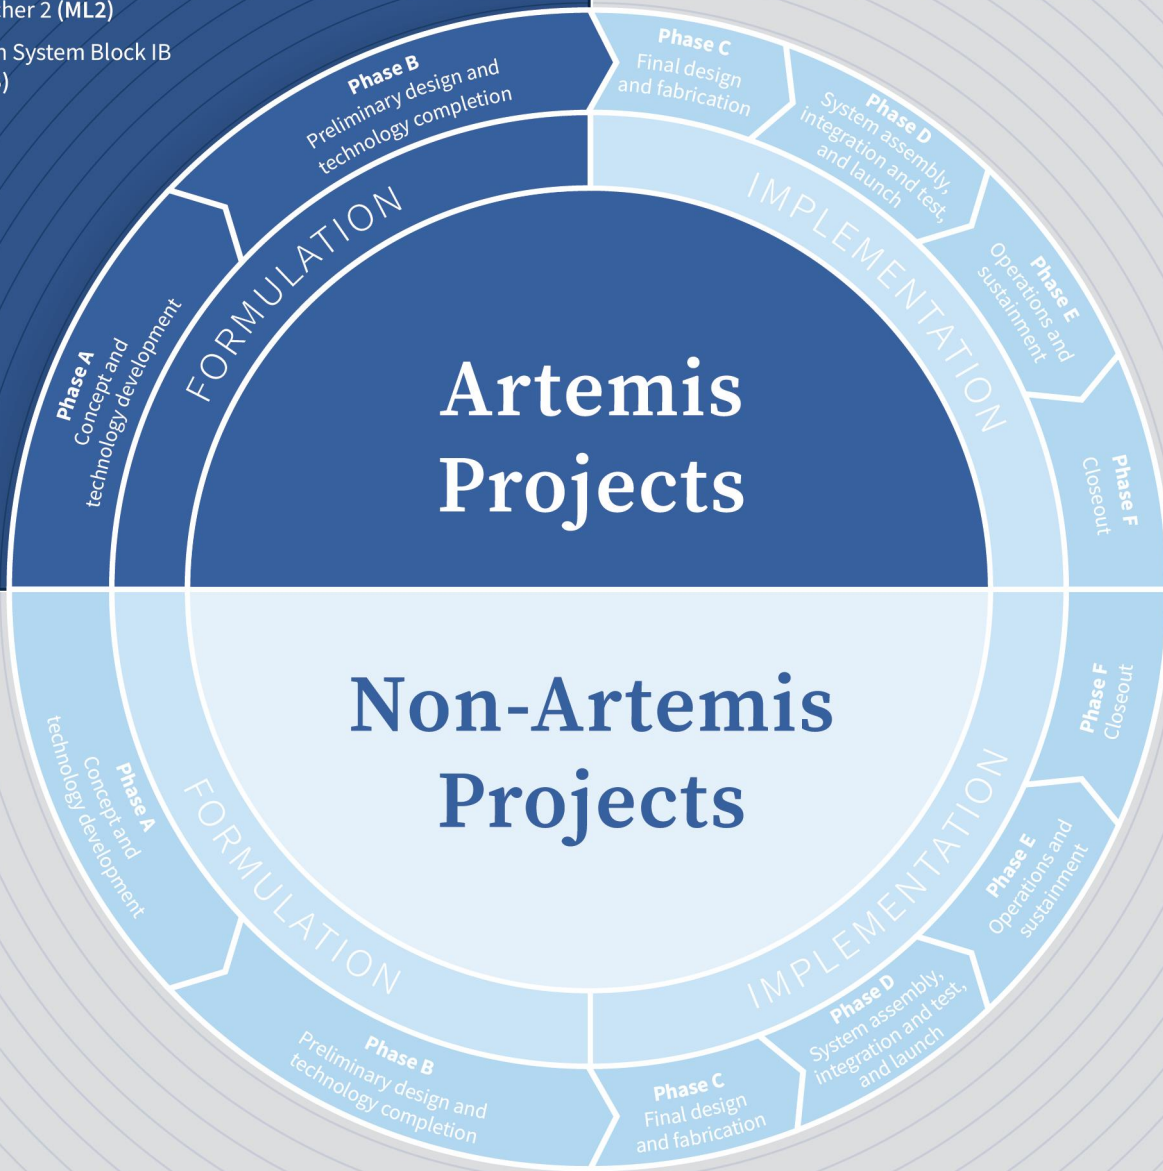 2 (ML2)
System Block IB
Phase A
Concept and
technology development
Phase B
Preliminary design and
technology completion
FORMULATION
Phase C
Final design
and fabrication
Phase D
System assembly,
integration and test,
and launch
Phase E
Operations and
sustainment
Phase F
Closeout
IMPLEMENTATION
Artemis
Projects
Non-Artemis
Projects
Phase A
Concept and
technology development
Phase B
Preliminary design and
technology completion
FORMULATION
Phase C
Final design
and fabrication
Phase D
System assembly,
integration and test,
and launch
Phase E
Operations and
sustainment
Phase F
Closeout
IMPLEMENTATION